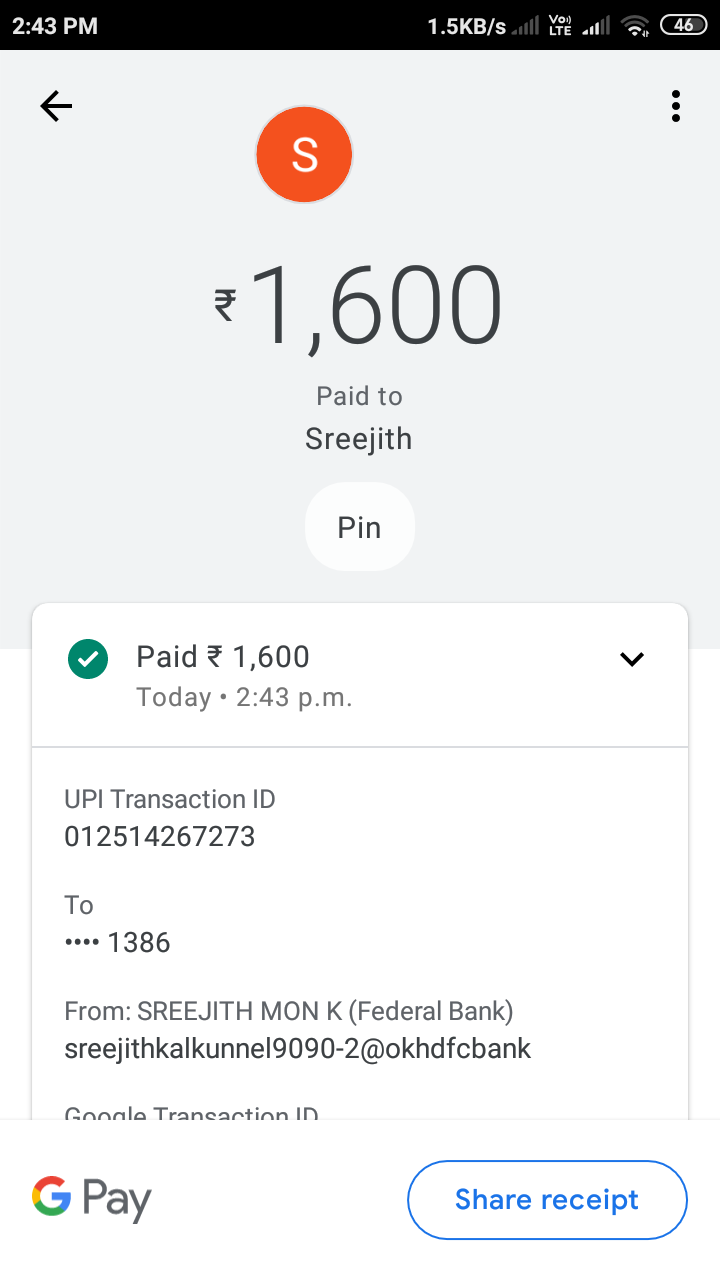 2:43 PM
1.5KB/s
Vo)) LTE
46
S
₹1,600
Paid to
Sreejith
Pin
Paid ₹ 1,600
Today • 2:43 p.m.
UPI Transaction ID
012514267273
To
•••• 1386
From: SREEJITH MON K (Federal Bank)
sreejithkalkunnel9090-2@okhdfcbank
Google Transaction ID
G Pay
Share receipt